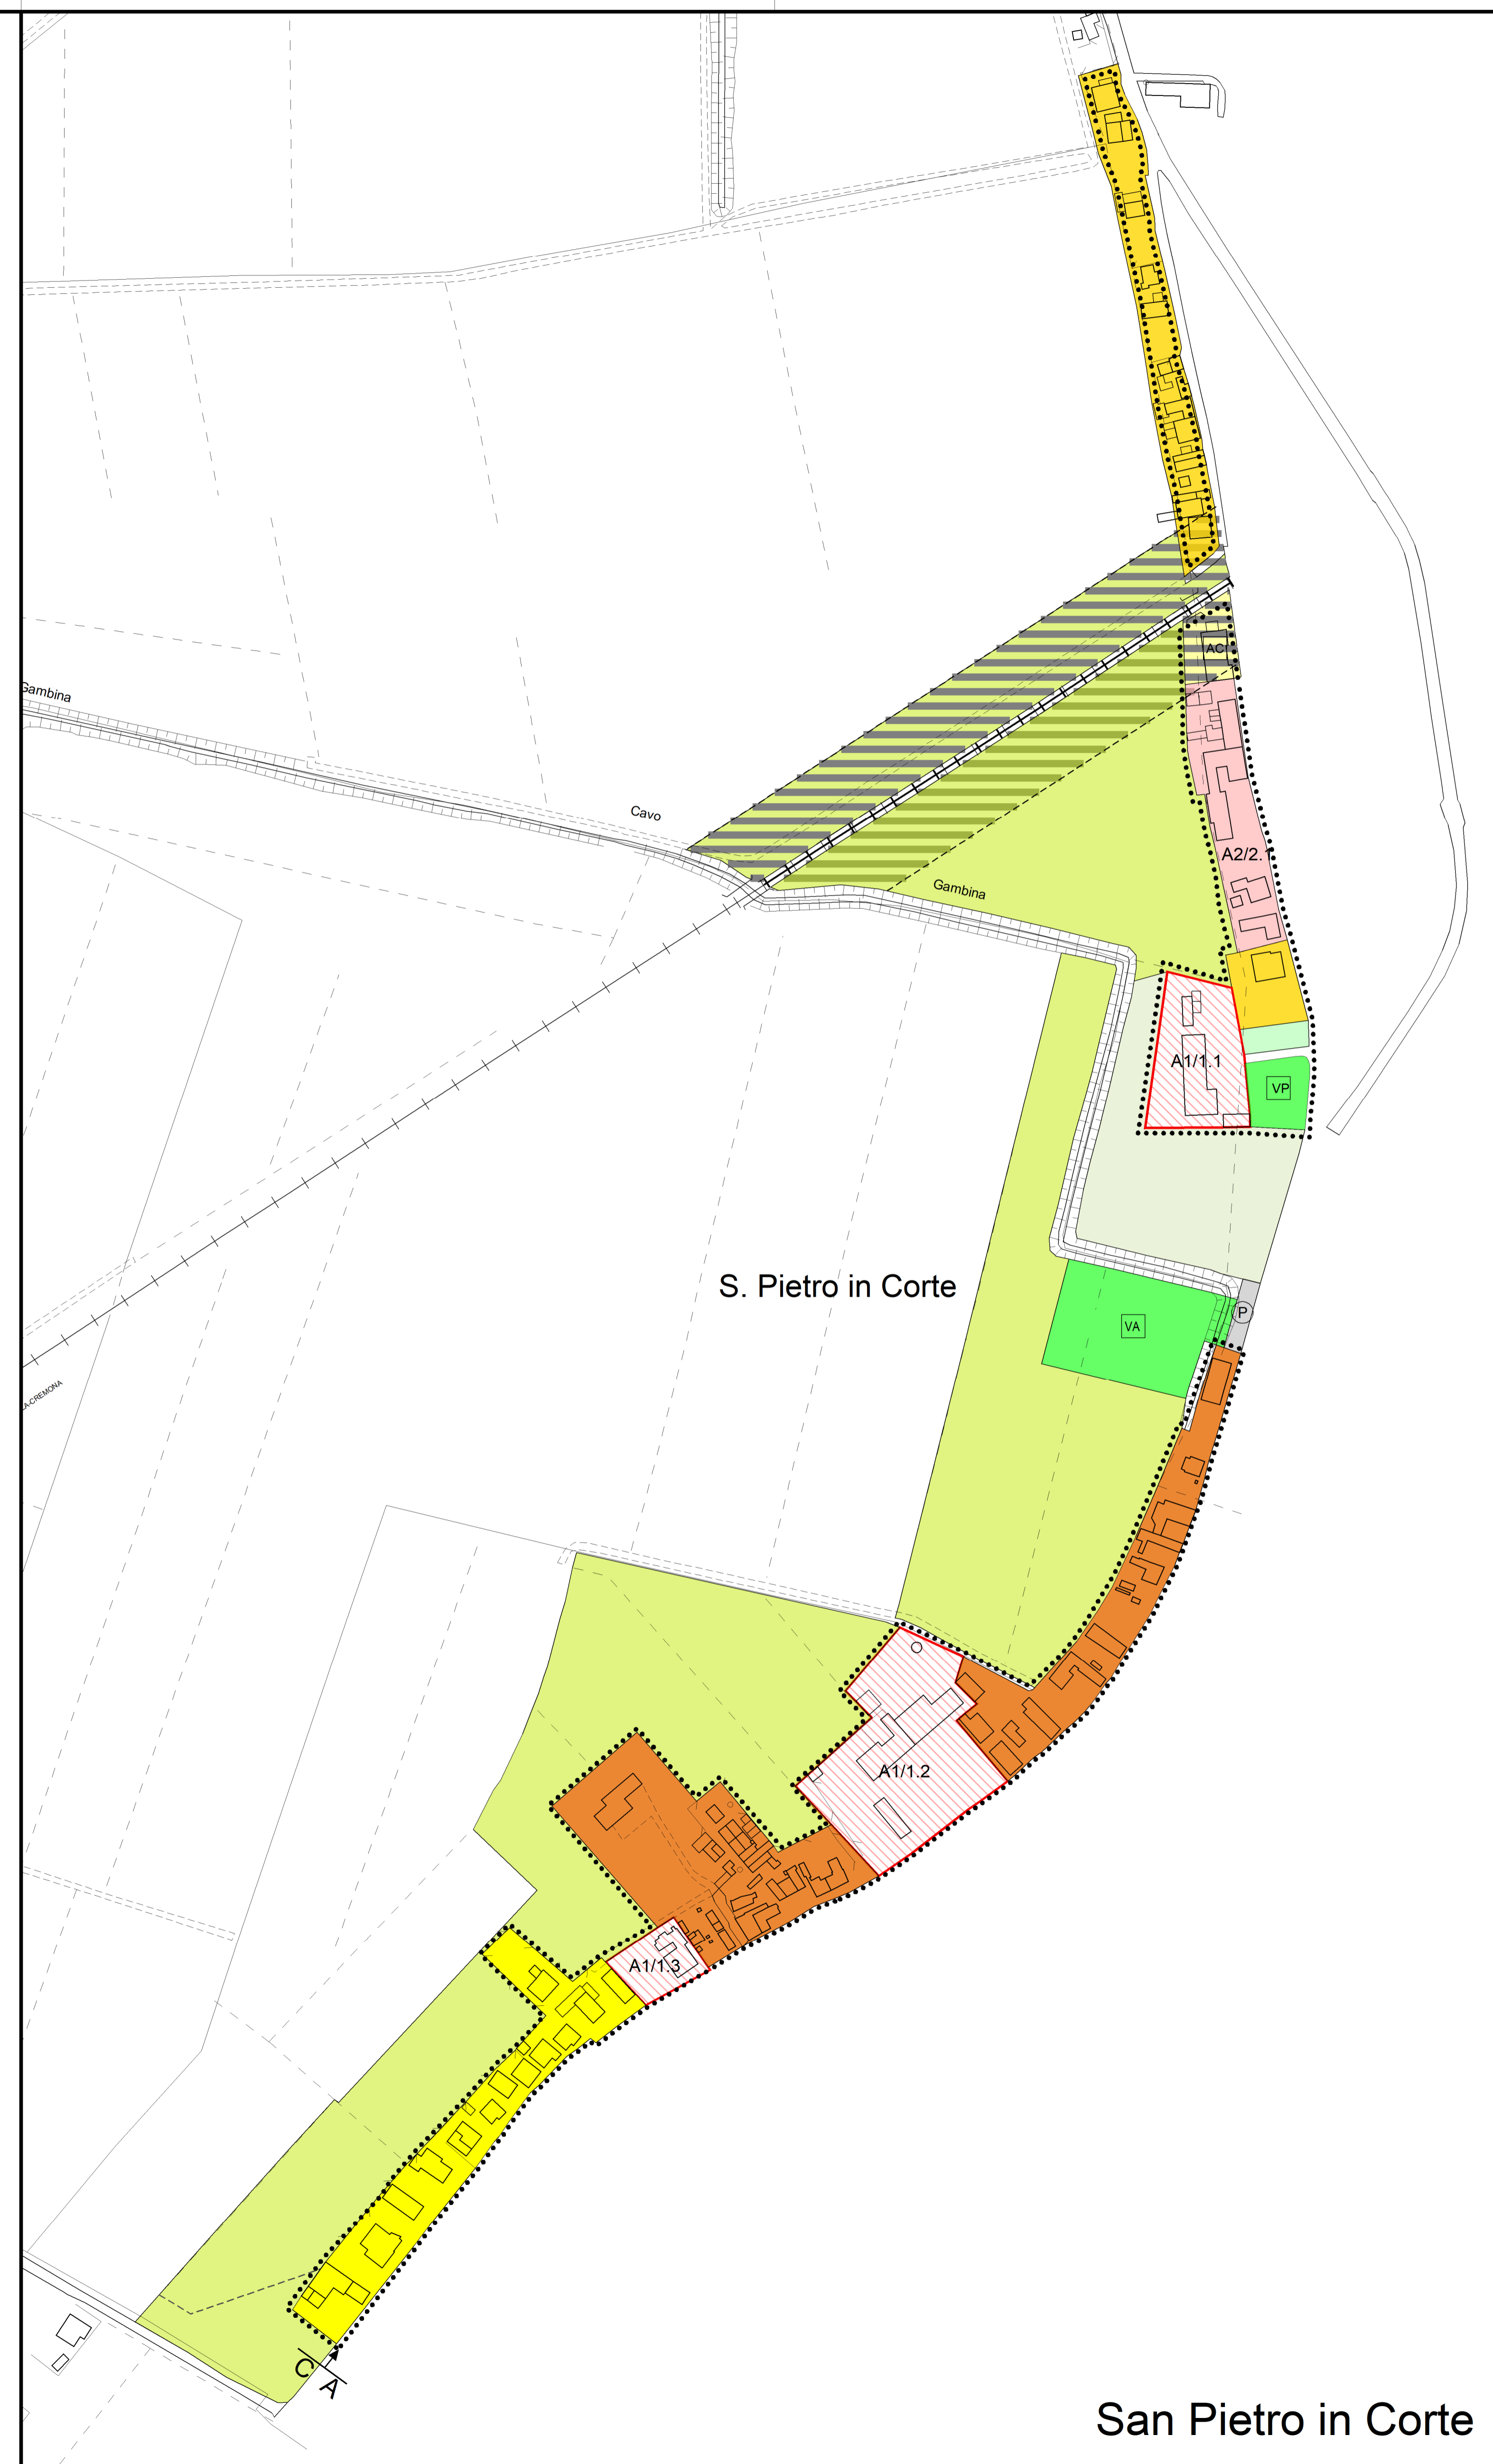 AC
Gambina
Cavo
A2/2.1
Gambina
A1/1.1
VP
S. Pietro in Corte
P
VA
A-CREMONA
A1/1.2
A1/1.3
C
A
San Pietro in Corte